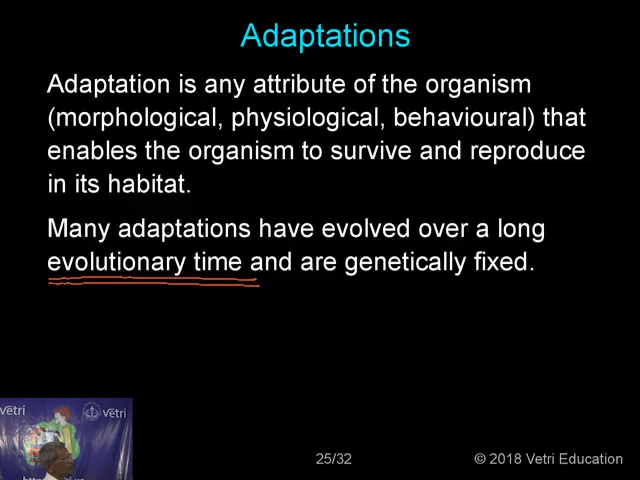 Adaptations
Adaptation is any attribute of the organism
(morphological, physiological, behavioural) that
enables the organism to survive and reproduce
in its habitat.
Many adaptations have evolved over a long
evolutionary time and are genetically fixed.
Vetri
Vetri
25/32
© 2018 Vetri Education